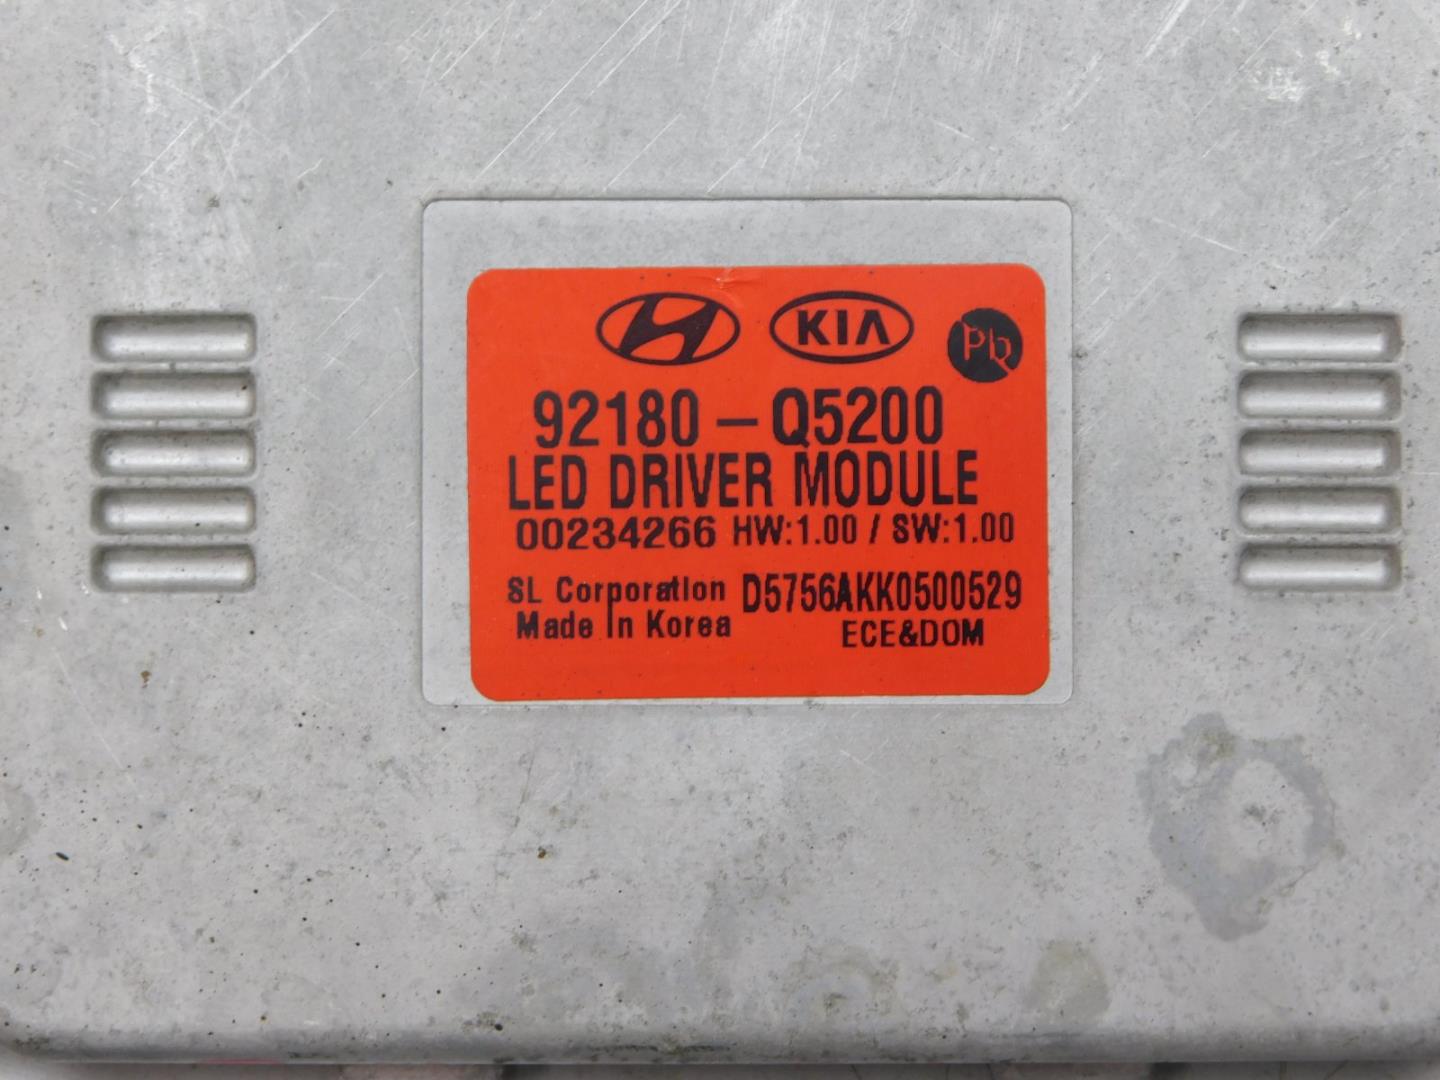 KIA Pb
92180-Q5200
LED DRIVER MODULE
00234266 HW:1.00 / SW:1.00
SL Corporation D5756AKK0500529
Made In Korea ECE&DOM